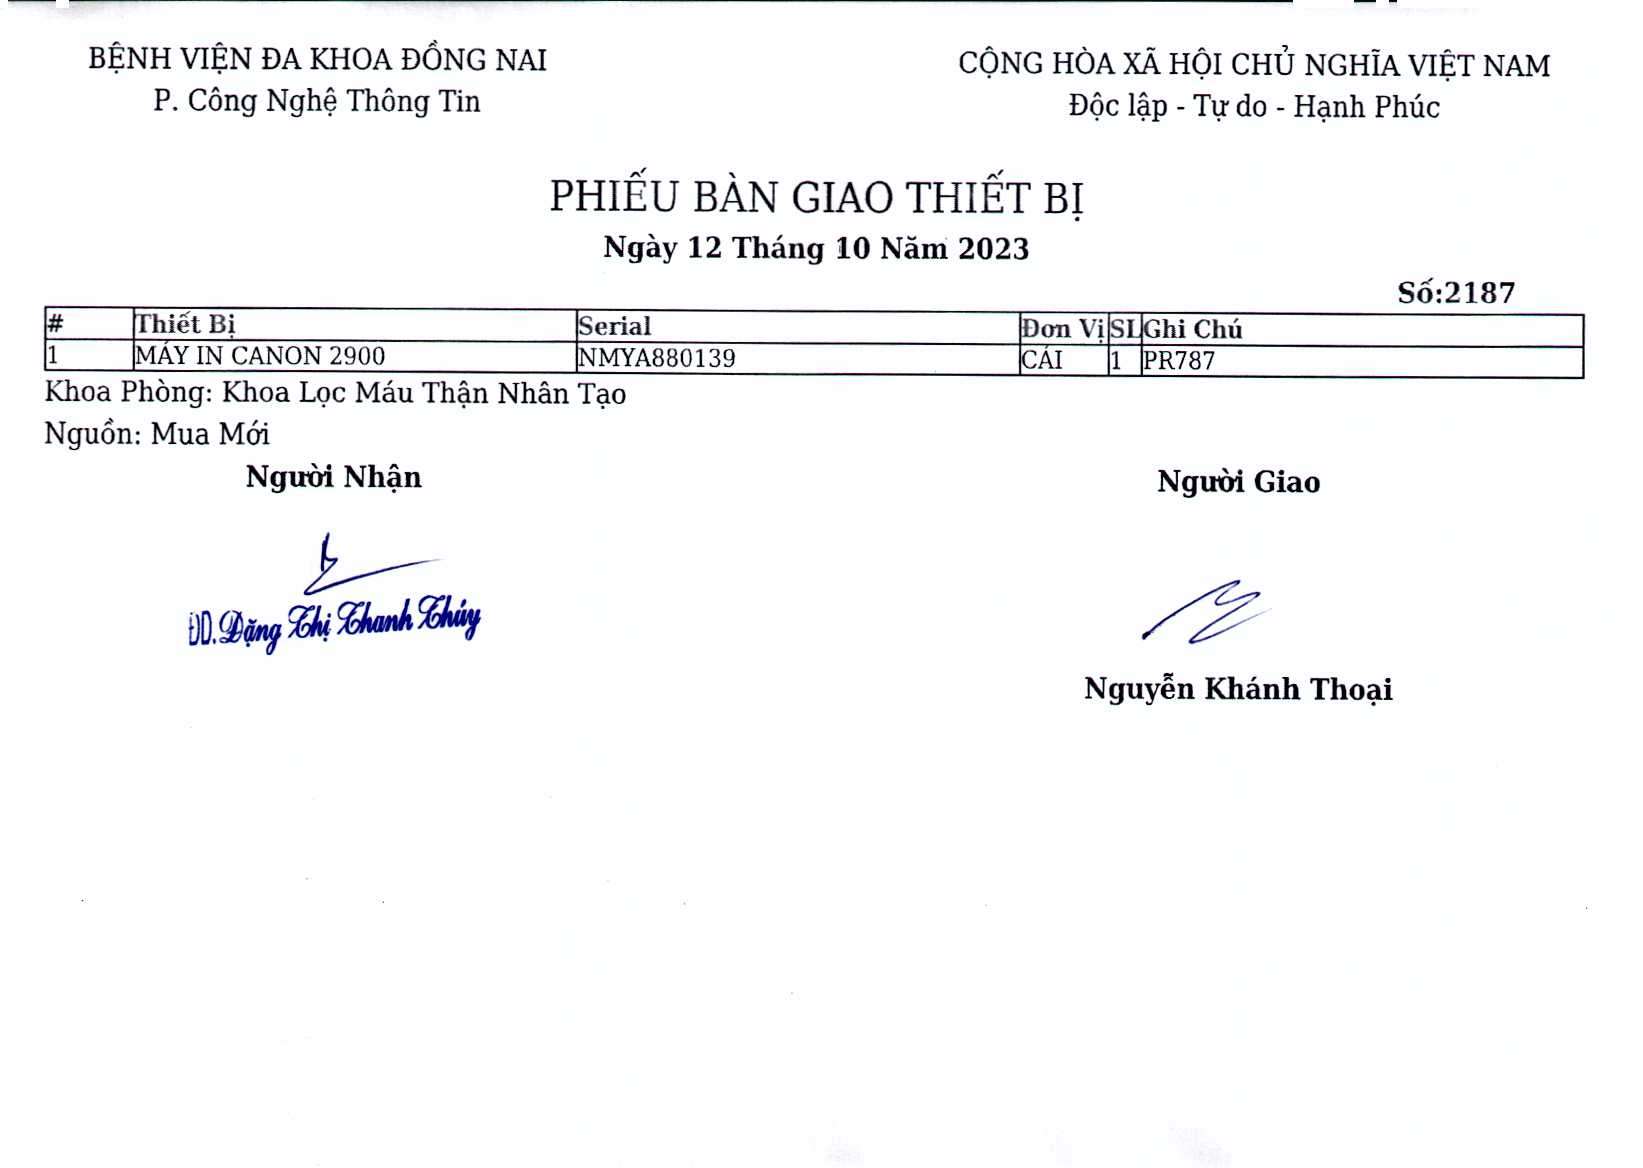 BỆNH VIỆN ĐA KHOA ĐỒNG NAI
P. Công Nghệ Thông Tin
CỘNG HÒA XÃ HỘI CHỦ NGHĨA VIỆT NAM
Độc lập - Tự do - Hạnh Phúc
PHIẾU BÀN GIAO THIẾT BỊ
Ngày 12 Tháng 10 Năm 2023
Số:2187
# Thiết Bị Serial Đơn Vị SL Ghi Chú
1 MÁY IN CANON 2900 NMYA880139 CÁI 1 PR787
Khoa Phòng: Khoa Lọc Máu Thận Nhân Tạo
Nguồn: Mua Mới
Người Nhận Người Giao
ĐD. Đặng Thị Thanh Thúy
Nguyễn Khánh Thoại